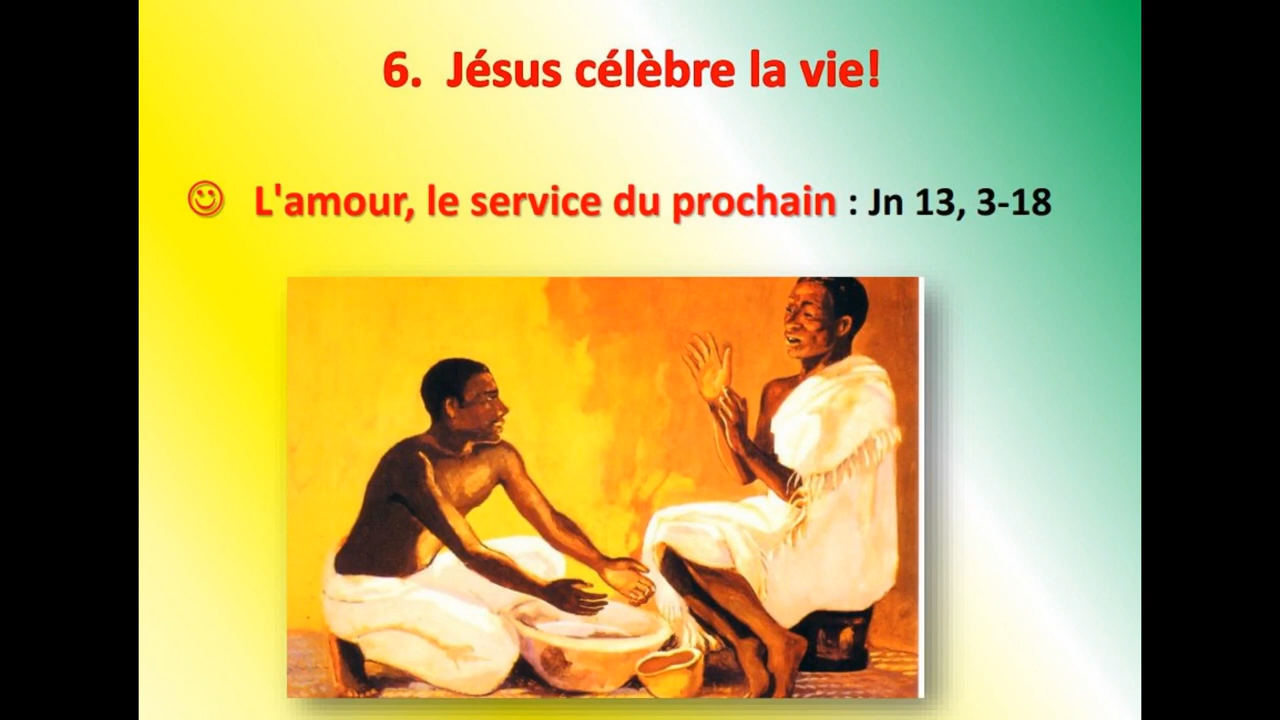 6. Jésus célèbre la vie!
☺ L'amour, le service du prochain : Jn 13, 3-18